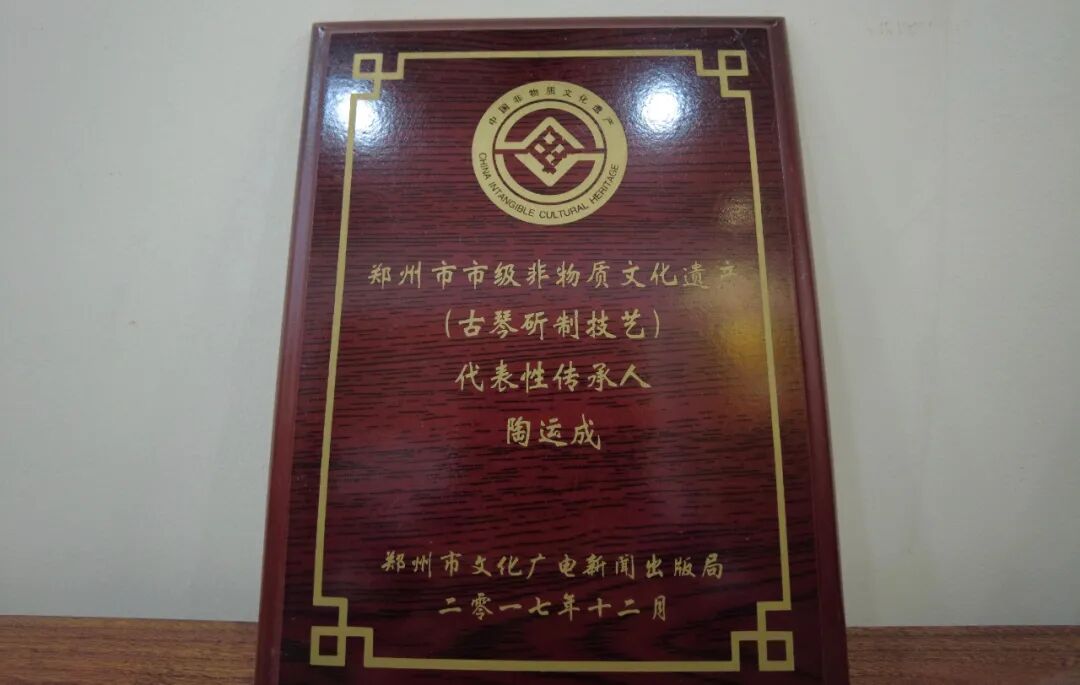 中国非物质文化遗产
CHINA INTANGIBLE CULTURAL HERITAGE
郑州市市级非物质文化遗产
(古琴斫制技艺)
代表性传承人
陶运成
郑州市文化广电新闻出版局
二零一七年十二月